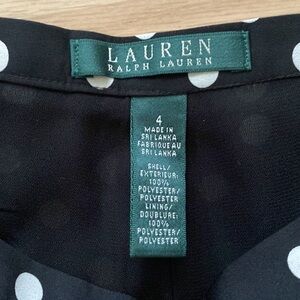 LAUREN
RALPH LAUREN
4
MADE IN
SRI LANKA
FABRIQUE AU
SRI LANKA
SHELL/
EXTERIEUR:
100%
POLYESTER/
POLYESTER
LINING/
DOUBLURE:
100%
POLYESTER/
POLYESTER